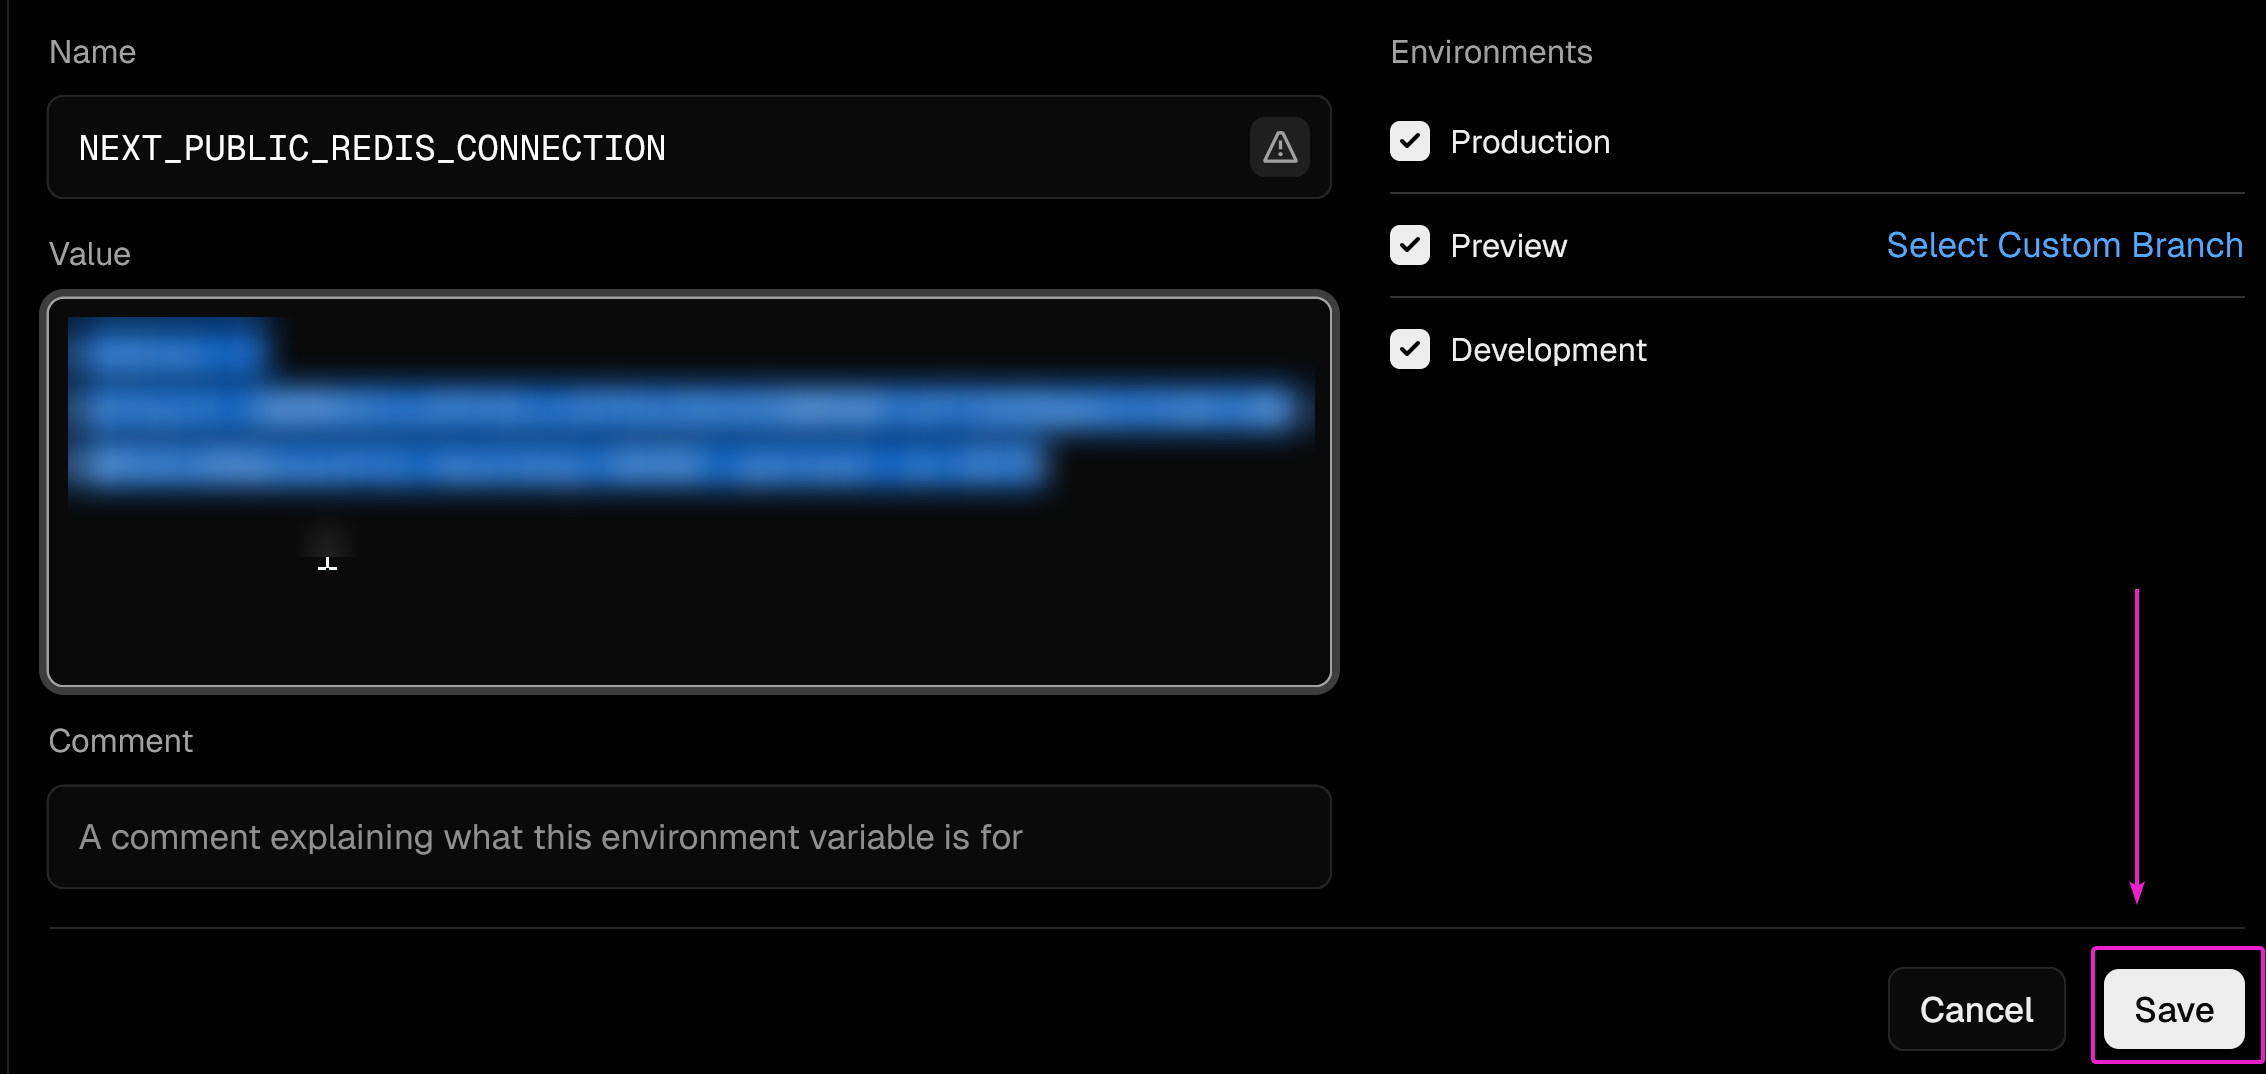 Name
NEXT_PUBLIC_REDIS_CONNECTION
Value
Comment
A comment explaining what this environment variable is for
Environments
Production
Preview
Select Custom Branch
Development
Cancel
Save